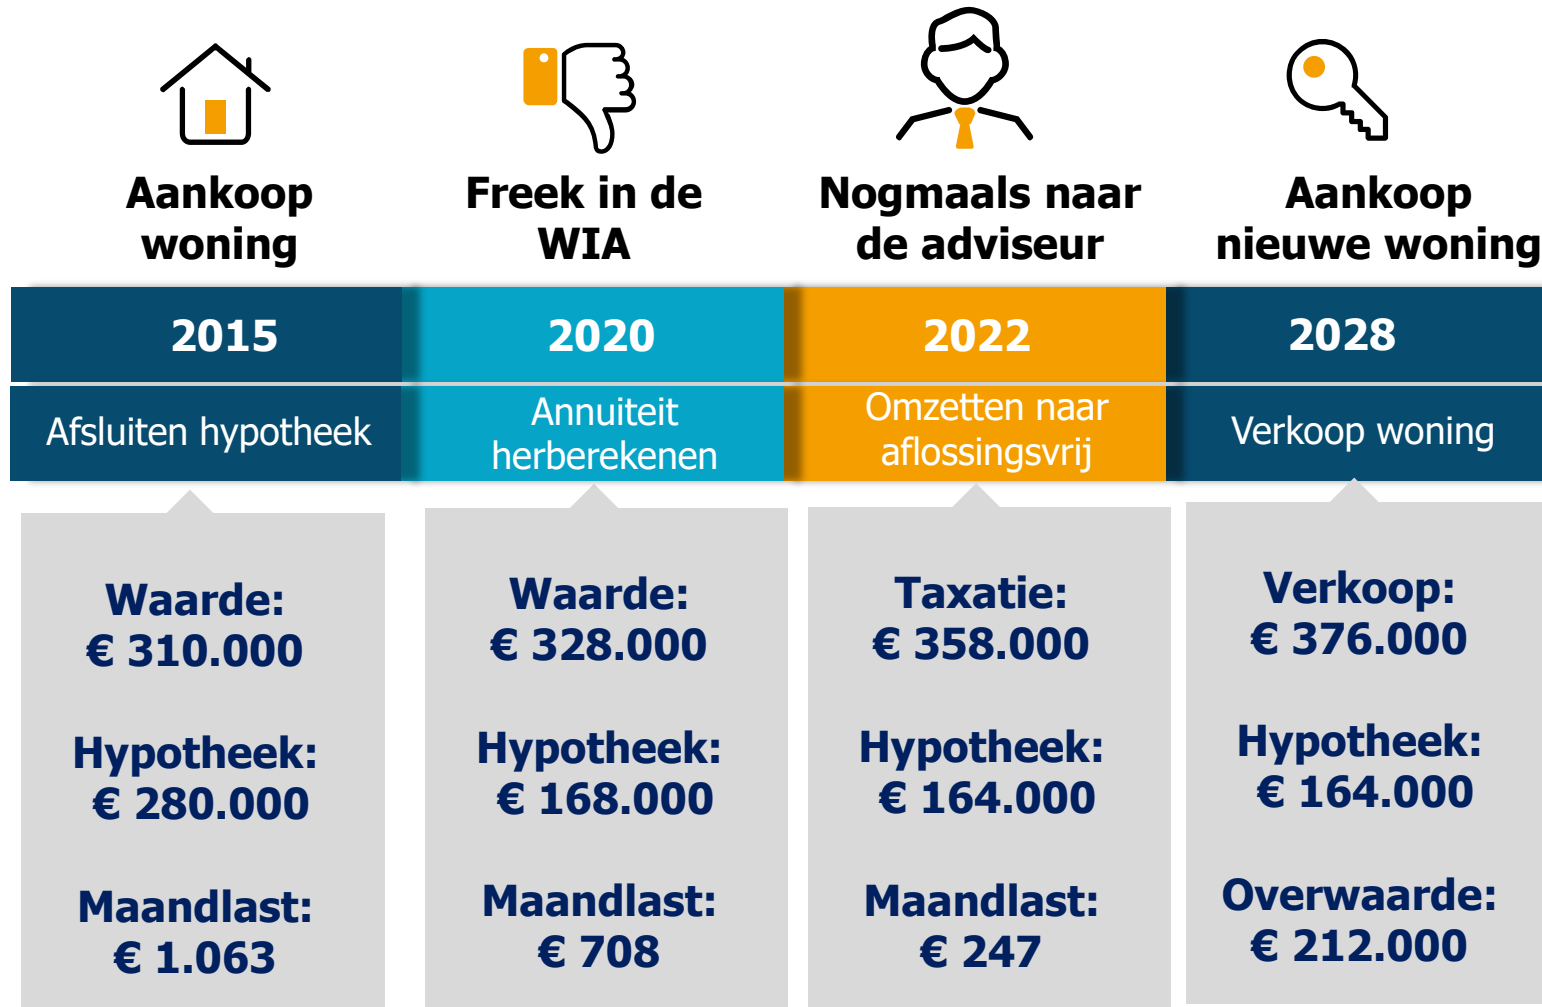 Aankoop
woning
Freek in de
WIA
Nogmaals naar
de adviseur
Aankoop
nieuwe woning
2015
2020
2022
2028
Afsluiten hypotheek
Annuiteit
herberekenen
Omzetten naar
aflossingsvrij
Verkoop woning
Waarde:
€ 310.000
Hypotheek:
€ 280.000
Maandlast:
€ 1.063
Waarde:
€ 328.000
Hypotheek:
€ 168.000
Maandlast:
€ 708
Taxatie:
€ 358.000
Hypotheek:
€ 164.000
Maandlast:
€ 247
Verkoop:
€ 376.000
Hypotheek:
€ 164.000
Overwaarde:
€ 212.000